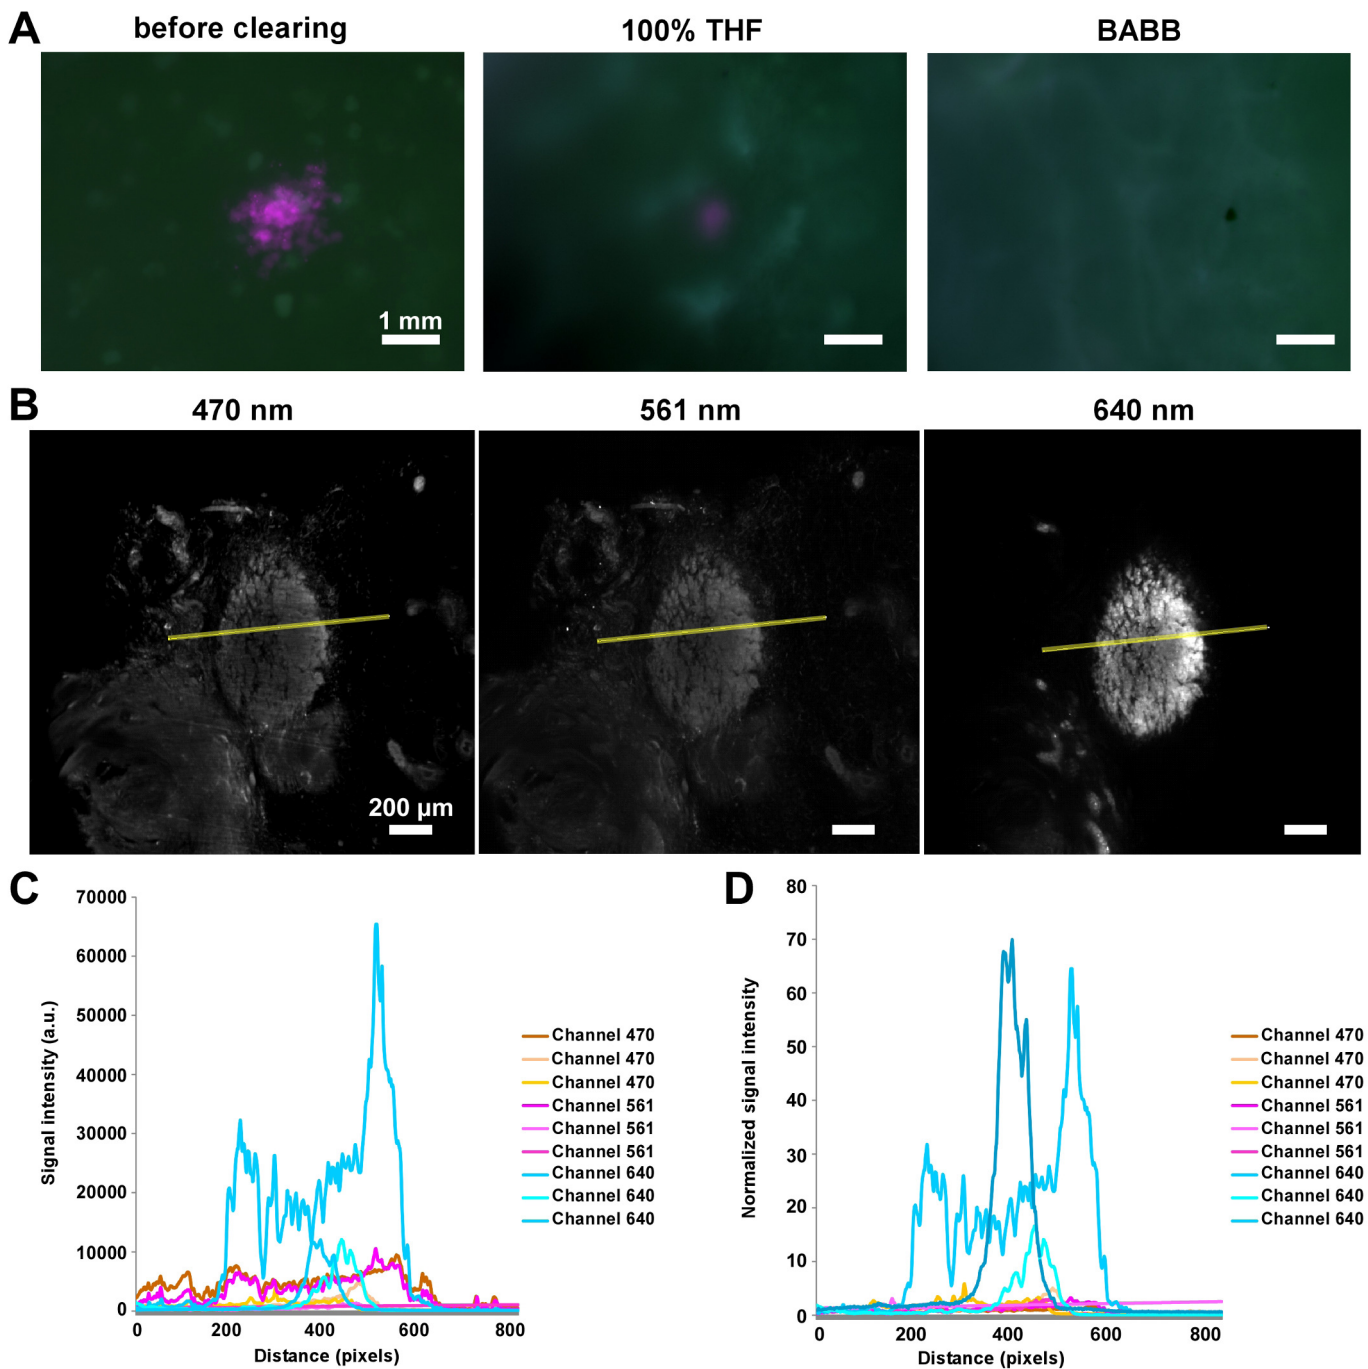 A
before clearing
100% THF
BABB
1 mm
B
470 nm
561 nm
640 nm
200 µm
C
70000
60000
50000
40000
30000
20000
10000
0
Signal intensity (a.u.)
0
200
400
600
800
Distance (pixels)
Channel 470
Channel 470
Channel 470
Channel 561
Channel 561
Channel 561
Channel 640
Channel 640
Channel 640
D
80
70
60
50
40
30
20
10
0
Normalized signal intensity
0
200
400
600
800
Distance (pixels)
Channel 470
Channel 470
Channel 470
Channel 561
Channel 561
Channel 561
Channel 640
Channel 640
Channel 640